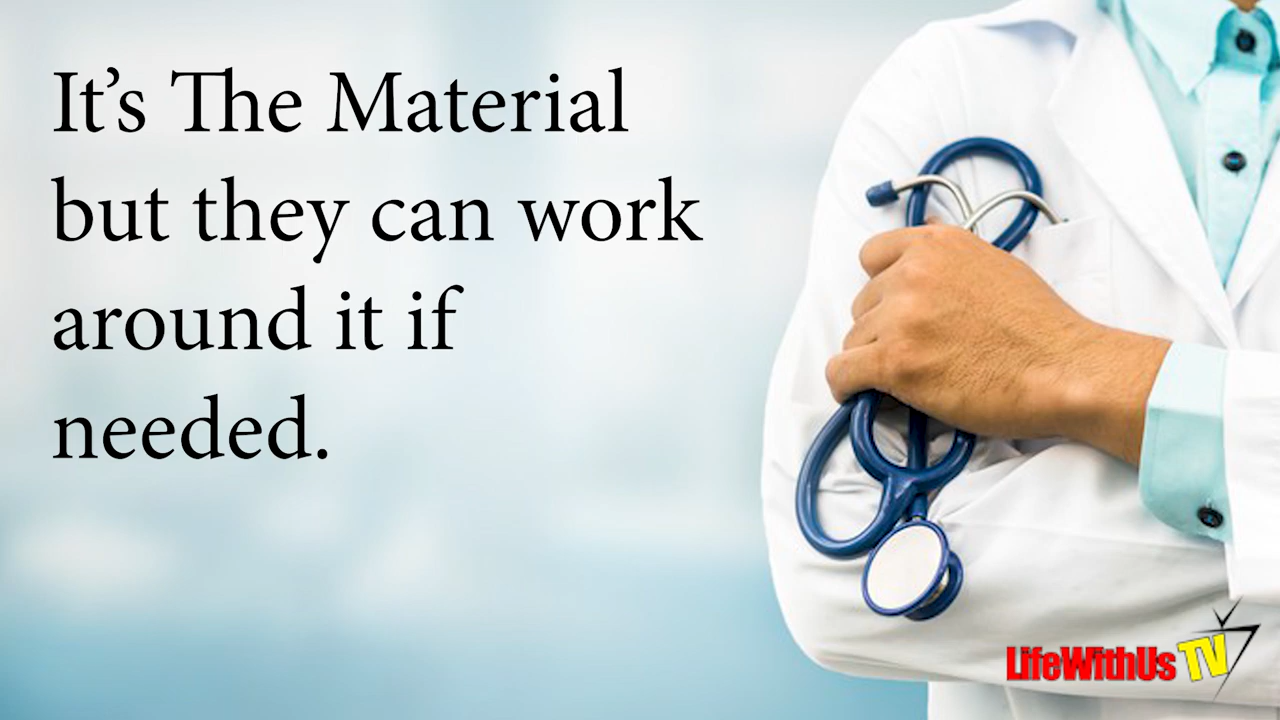 It’s The Material
but they can work
around it if
needed.
LifeWithUs TV